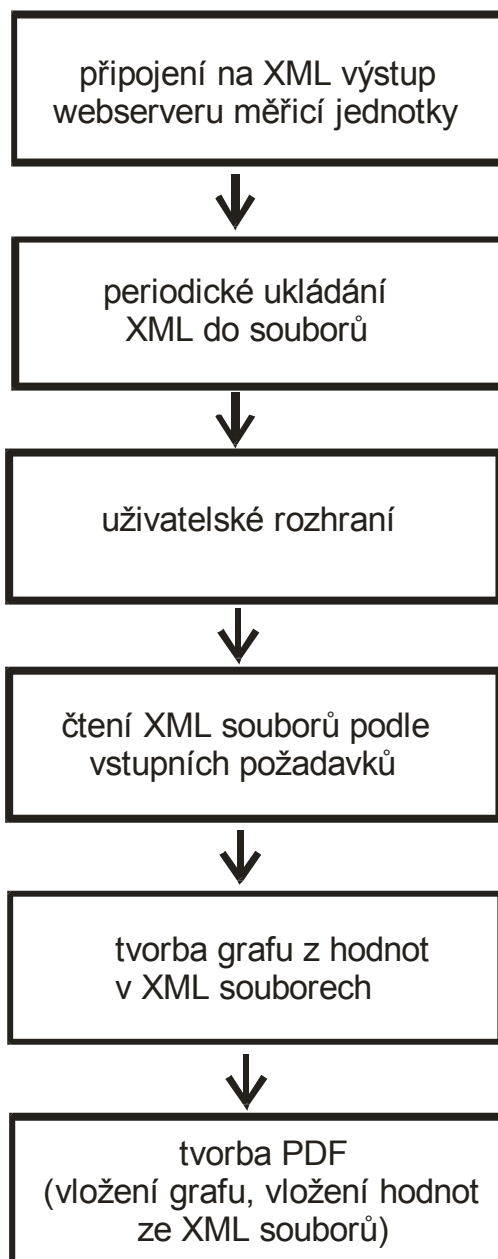 připojení na XML výstup
webserveru měřicí jednotky
periodické ukládání
XML do souborů
uživatelské rozhraní
čtení XML souborů podle
vstupních požadavků
tvorba grafu z hodnot
v XML souborech
tvorba PDF
(vložení grafu, vložení hodnot
ze XML souborů)